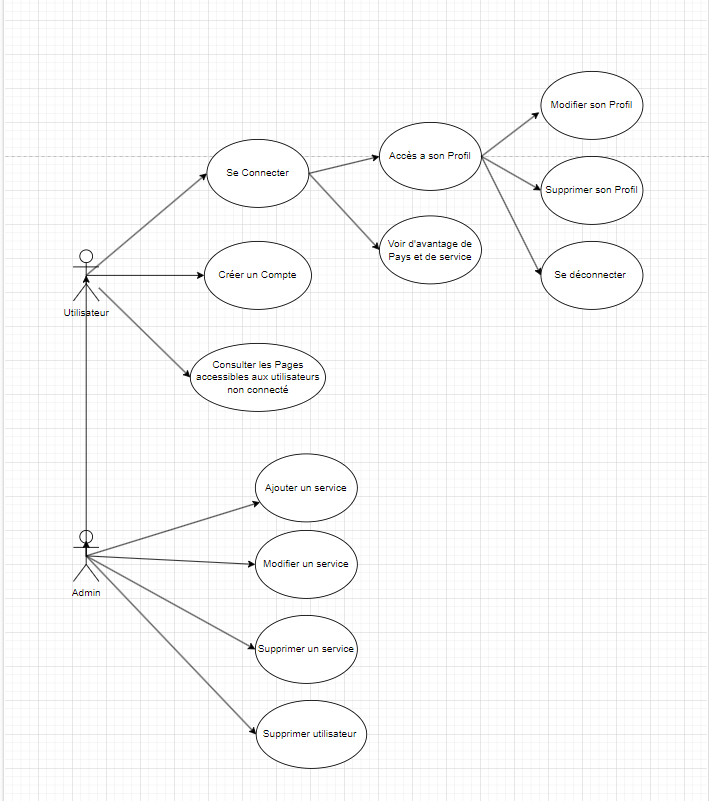 Modifier son Profil
Accès a son Profil
Se Connecter
Supprimer son Profil
Voir d'avantage de
Pays et de service
Se déconnecter
Créer un Compte
Utilisateur
Consulter les Pages
accessibles aux utilisateurs
non connecté
Ajouter un service
Modifier un service
Admin
Supprimer un service
Supprimer utilisateur